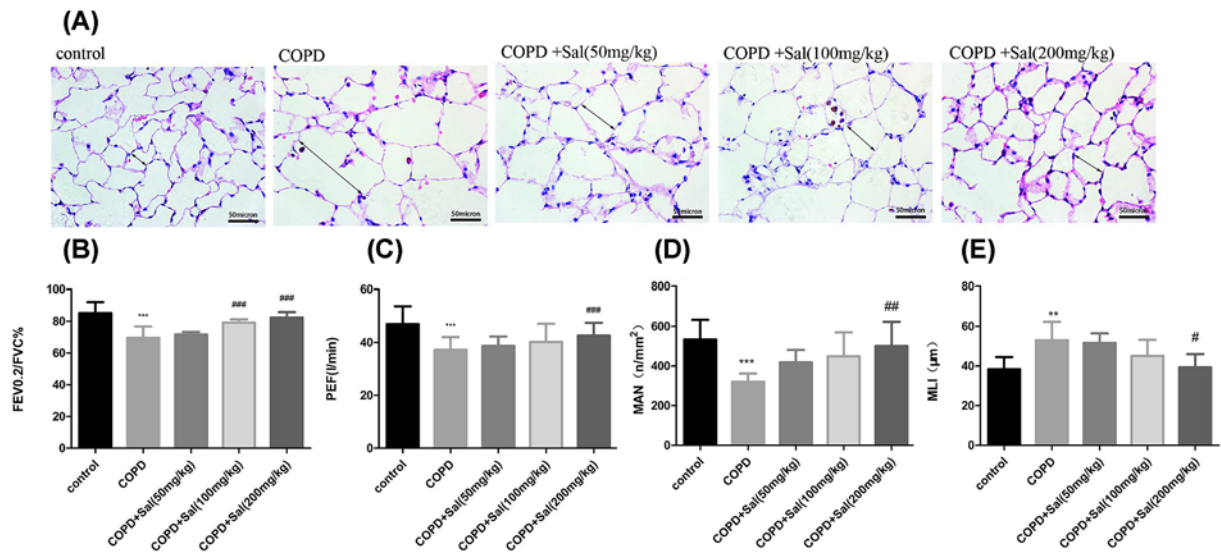 (A)
control
COPD
COPD +Sal(50mg/kg)
COPD +Sal(100mg/kg)
COPD +Sal(200mg/kg)
50micron
50micron
50micron
50micron
50micron
(B)
FEV0.2/FVC%
100
80
60
40
20
0
***
###
###
control
COPD
COPD+Sal(50mg/kg)
COPD+Sal(100mg/kg)
COPD+Sal(200mg/kg)
(C)
PEF(l/min)
60
40
20
0
***
###
control
COPD
COPD+Sal(50mg/kg)
COPD+Sal(100mg/kg)
COPD+Sal(200mg/kg)
(D)
MAN（n/mm²）
800
600
400
200
0
***
##
control
COPD
COPD+Sal(50mg/kg)
COPD+Sal(100mg/kg)
COPD+Sal(200mg/kg)
(E)
MLI（μm）
80
60
40
20
0
**
#
control
COPD
COPD+Sal(50mg/kg)
COPD+Sal(100mg/kg)
COPD+Sal(200mg/kg)